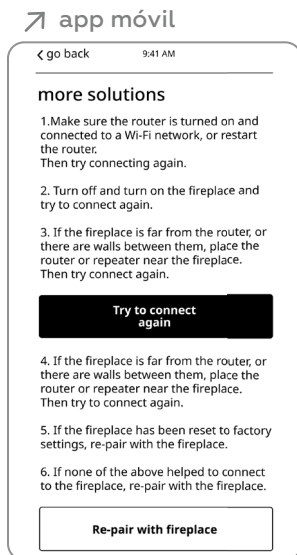 app móvil
go back
9:41 AM
more solutions
1.Make sure the router is turned on and
connected to a Wi-Fi network, or restart
the router.
Then try connecting again.
2. Turn off and turn on the fireplace and
try to connect again.
3. If the fireplace is far from the router, or
there are walls between them, place the
router or repeater near the fireplace.
Then try connect again.
Try to connect
again
4. If the fireplace is far from the router, or
there are walls between them, place the
router or repeater near the fireplace.
Then try to connect again.
5. If the fireplace has been reset to factory
settings, re-pair with the fireplace.
6. If none of the above helped to connect
to the fireplace, re-pair with the fireplace.
Re-pair with fireplace